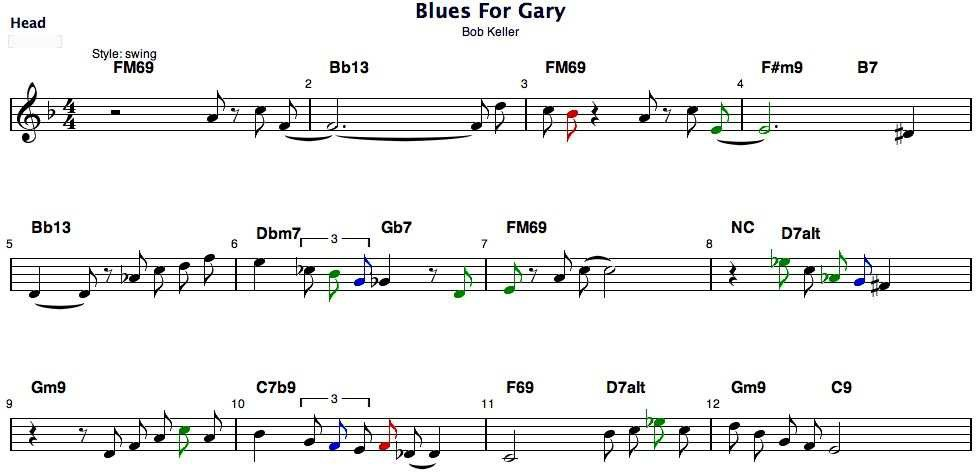 Blues For Gary
Head
Bob Keller
Style: swing
FM69 Bb13 FM69 F#m9 B7
2 3 4
4
4
Bb13 Dbm7 Gb7 FM69 NC D7alt
5 6 3 7 8
Gm9 C7b9 F69 D7alt Gm9 C9
9 10 3 11 12